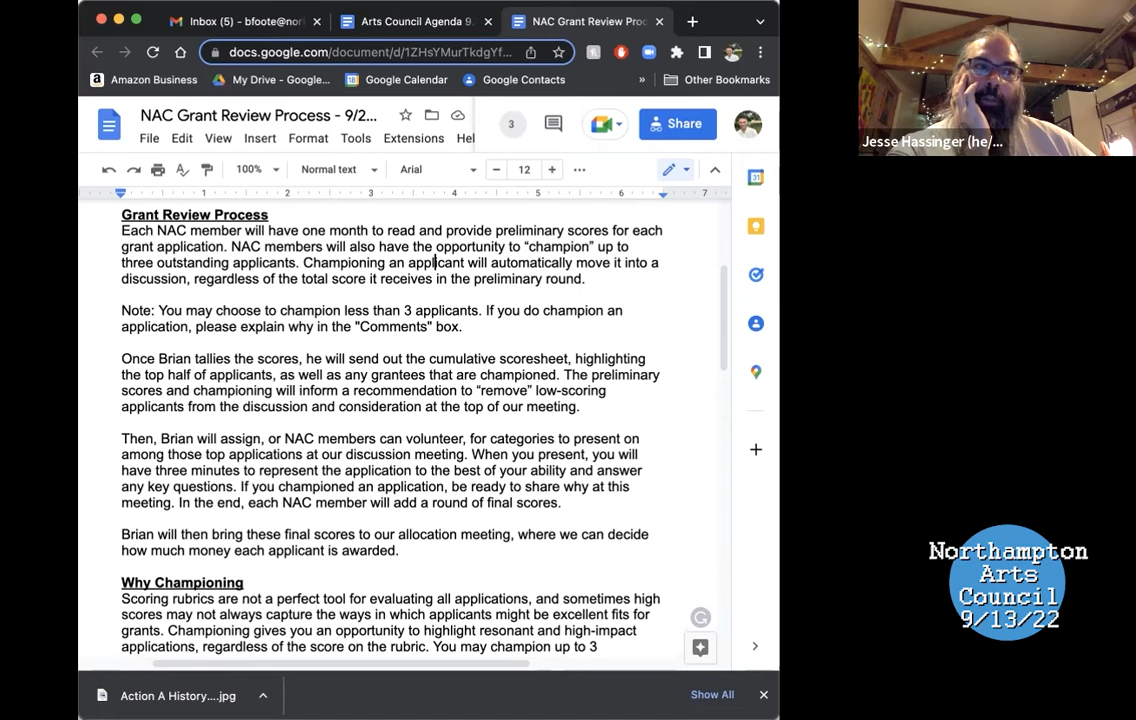 Inbox (5) - bfoote@nor
Arts Council Agenda 9.
NAC Grant Review Proc
docs.google.com/document/d/1ZHsYMurTkdgYf...
Amazon Business
My Drive - Google...
Google Calendar
Google Contacts
»
Other Bookmarks
NAC Grant Review Process - 9/2...
File Edit View Insert Format Tools Extensions Hel
3
Share
100%
Normal text
Arial
12
1 2 3 4 5 6 7
Grant Review Process
Each NAC member will have one month to read and provide preliminary scores for each
grant application. NAC members will also have the opportunity to “champion” up to
three outstanding applicants. Championing an applicant will automatically move it into a
discussion, regardless of the total score it receives in the preliminary round.
Note: You may choose to champion less than 3 applicants. If you do champion an
application, please explain why in the "Comments" box.
Once Brian tallies the scores, he will send out the cumulative scoresheet, highlighting
the top half of applicants, as well as any grantees that are championed. The preliminary
scores and championing will inform a recommendation to “remove” low-scoring
applicants from the discussion and consideration at the top of our meeting.
Then, Brian will assign, or NAC members can volunteer, for categories to present on
among those top applications at our discussion meeting. When you present, you will
have three minutes to represent the application to the best of your ability and answer
any key questions. If you championed an application, be ready to share why at this
meeting. In the end, each NAC member will add a round of final scores.
Brian will then bring these final scores to our allocation meeting, where we can decide
how much money each applicant is awarded.
Why Championing
Scoring rubrics are not a perfect tool for evaluating all applications, and sometimes high
scores may not always capture the ways in which applicants might be excellent fits for
grants. Championing gives you an opportunity to highlight resonant and high-impact
applications, regardless of the score on the rubric. You may champion up to 3
Action A History....jpg
Show All
Jesse Hassinger (he/...
Northampton
Arts
Council
9/13/22